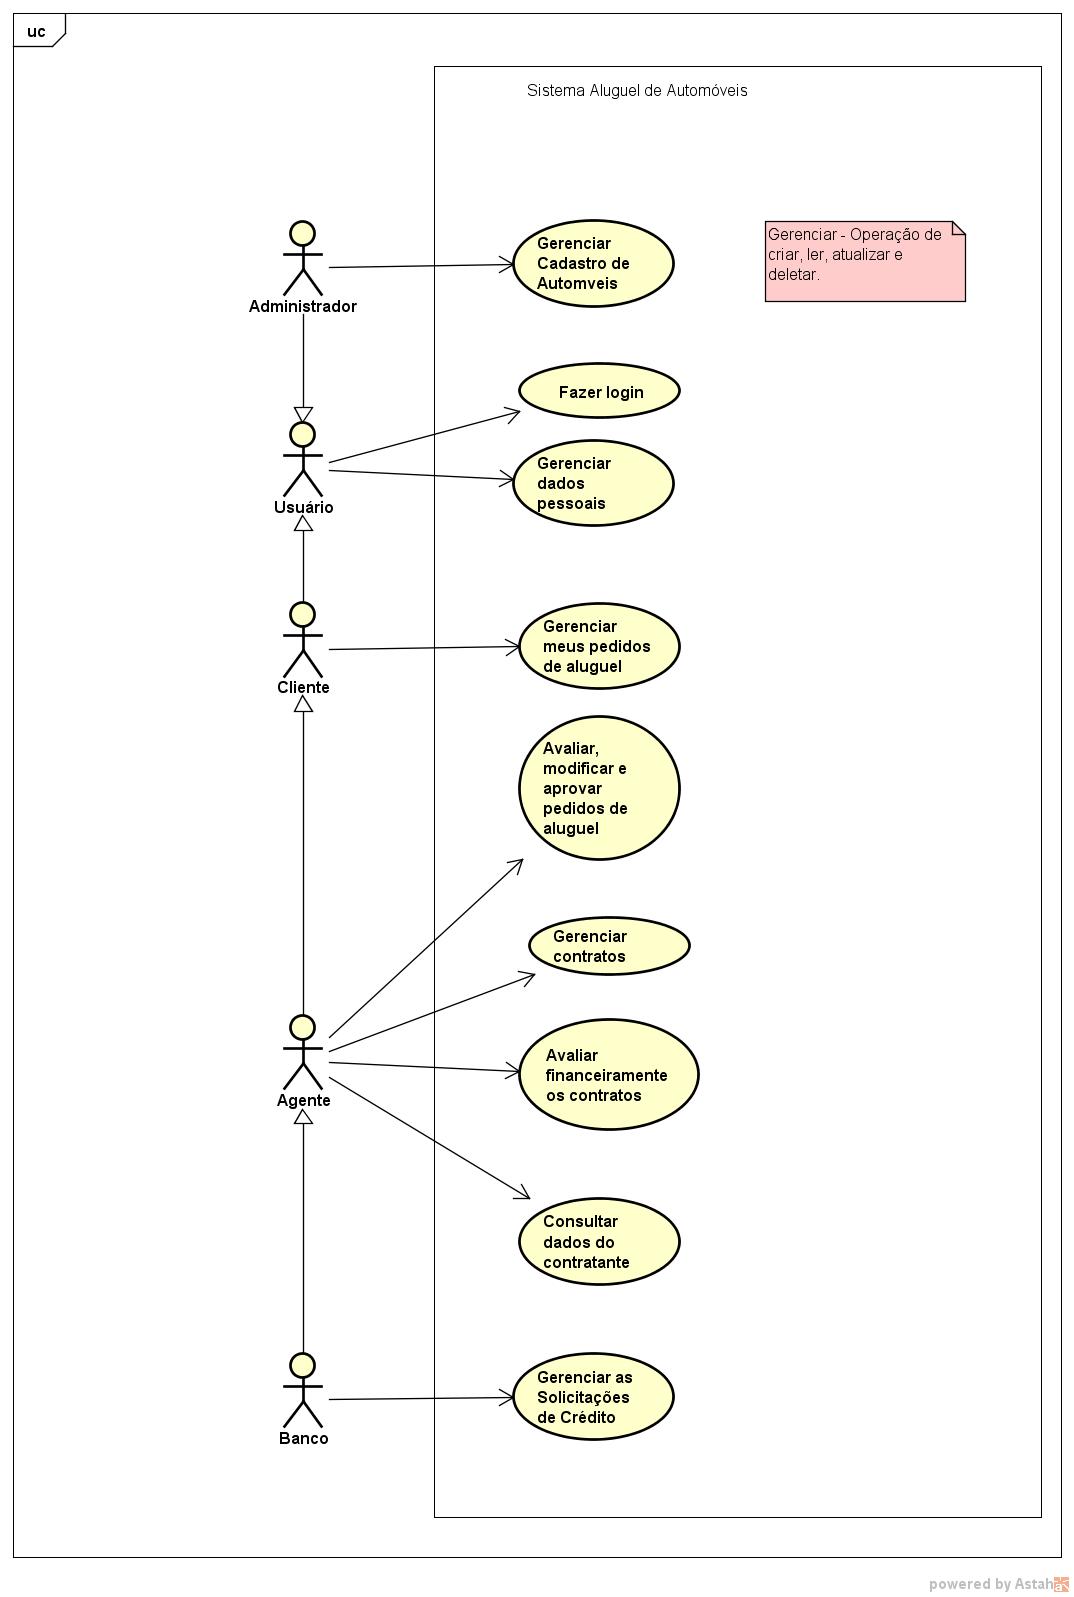 uc
Sistema Aluguel de Automóveis
Gerenciar
Cadastro de
Automveis
Gerenciar - Operação de
criar, ler, atualizar e
deletar.
Administrador
Fazer login
Gerenciar
dados
pessoais
Usuário
Gerenciar
meus pedidos
de aluguel
Cliente
Avaliar,
modificar e
aprovar
pedidos de
aluguel
Gerenciar
contratos
Avaliar
financeiramente
os contratos
Agente
Consultar
dados do
contratante
Gerenciar as
Solicitações
de Crédito
Banco
powered by Astah